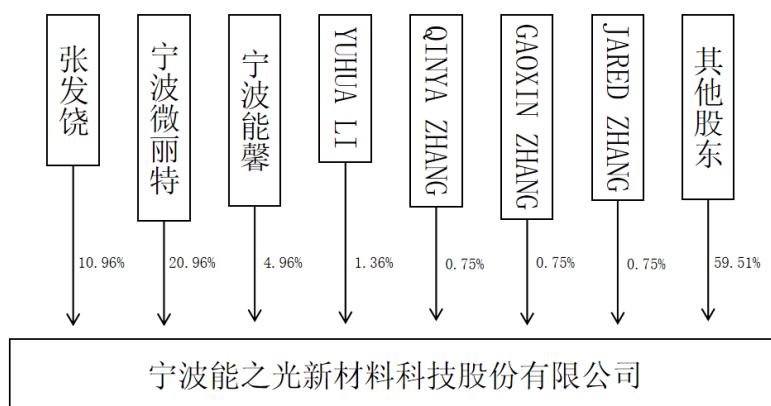 张发饶
宁波微丽特
宁波能馨
YUHUA LI
QINYA ZHANG
GAOXIN ZHANG
JARED ZHANG
其他股东
10.96%
20.96%
4.96%
1.36%
0.75%
0.75%
0.75%
59.51%
宁波能之光新材料科技股份有限公司